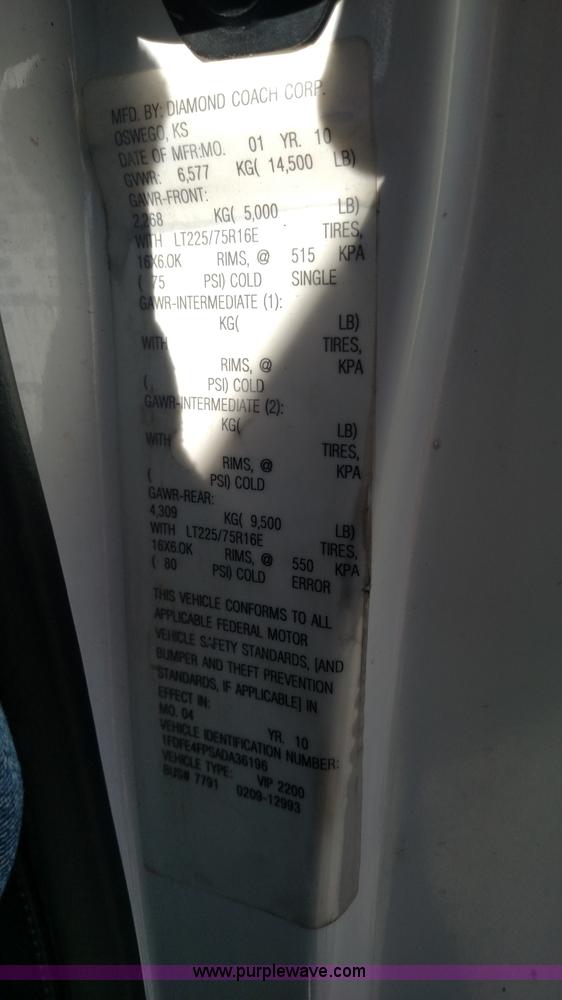 MFD. BY: DIAMOND COACH CORP.
OSWEGO, KS
DATE OF MFR:MO. 01 YR. 10
GVWR: 6,577 KG( 14,500 LB)
GAWR-FRONT:
2,268 KG( 5,000 LB)
WITH LT225/75R16E TIRES,
16X6.0K RIMS, @ 515 KPA
( 75 PSI) COLD SINGLE
GAWR-INTERMEDIATE (1):
KG( LB)
WITH TIRES,
RIMS, @ KPA
( PSI) COLD
GAWR-INTERMEDIATE (2):
KG( LB)
WITH TIRES,
RIMS, @ KPA
( PSI) COLD
GAWR-REAR:
4,309 KG( 9,500 LB)
WITH LT225/75R16E TIRES,
16X6.0K RIMS, @ 550 KPA
( 80 PSI) COLD ERROR
THIS VEHICLE CONFORMS TO ALL
APPLICABLE FEDERAL MOTOR
VEHICLE SAFETY STANDARDS, [AND
BUMPER AND THEFT PREVENTION
STANDARDS, IF APPLICABLE] IN
EFFECT IN:
MO. 04 YR. 10
VEHICLE IDENTIFICATION NUMBER:
1FDFE4FPSADA36196
VEHICLE TYPE: VIP 2200
BUS# 7791 0209-12993
www.purplewave.com